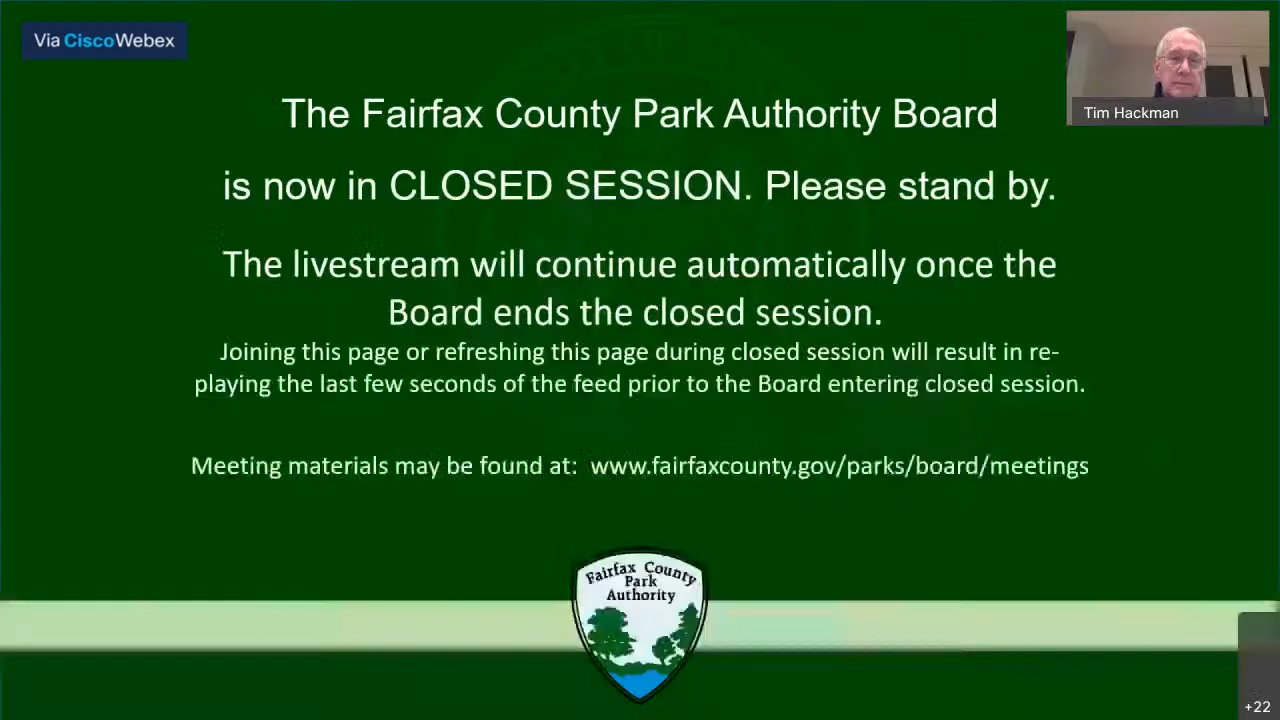 Via CiscoWebex
Tim Hackman
The Fairfax County Park Authority Board
is now in CLOSED SESSION. Please stand by.
The livestream will continue automatically once the
Board ends the closed session.
Joining this page or refreshing this page during closed session will result in re-
playing the last few seconds of the feed prior to the Board entering closed session.
Meeting materials may be found at: www.fairfaxcounty.gov/parks/board/meetings
Fairfax County
Park
Authority
+22